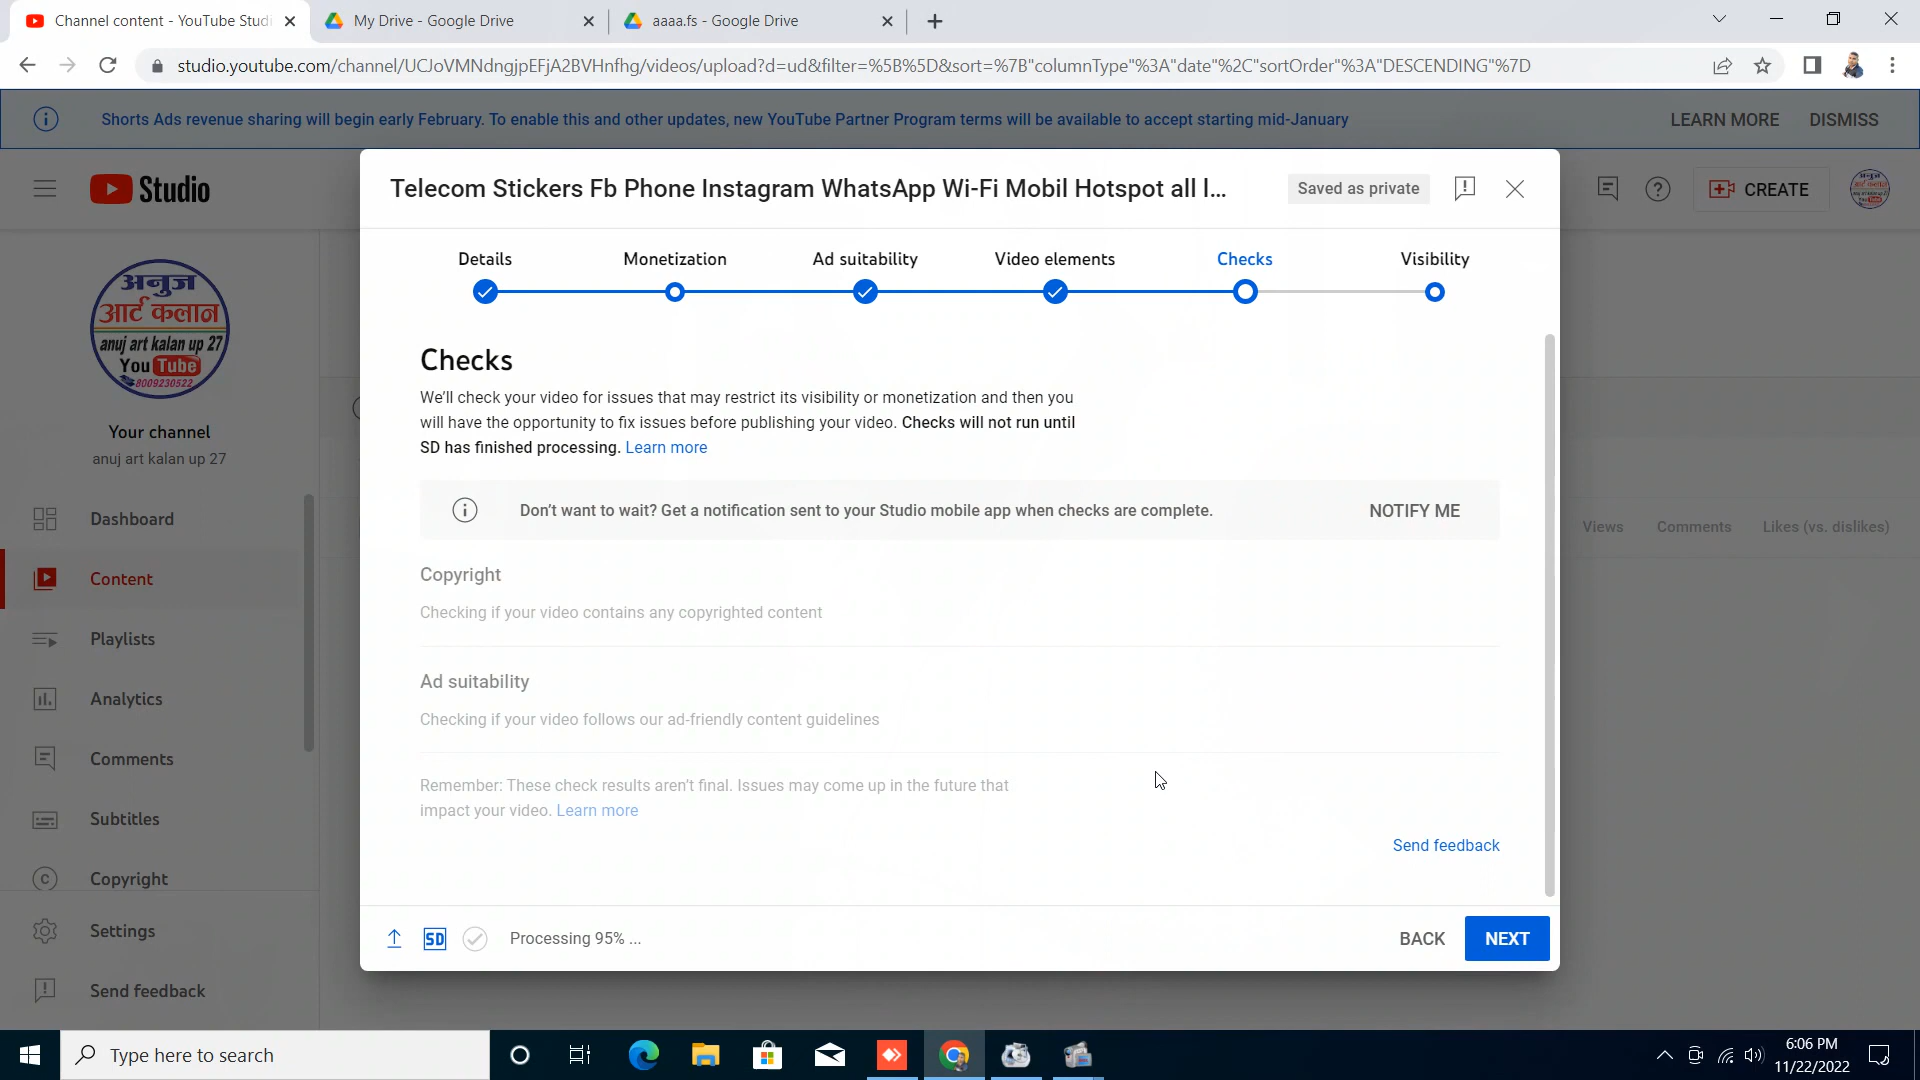 Channel content - YouTube Studi
My Drive - Google Drive
aaaa.fs - Google Drive
studio.youtube.com/channel/UCJoVMNdngjpEFjA2BVHnfhg/videos/upload?d=ud&filter=%5B%5D&sort=%7B"columnType"%3A"date"%2C"sortOrder"%3A"DESCENDING"%7D
Shorts Ads revenue sharing will begin early February. To enable this and other updates, new YouTube Partner Program terms will be available to accept starting mid-January
LEARN MORE
DISMISS
Studio
CREATE
Telecom Stickers Fb Phone Instagram WhatsApp Wi-Fi Mobil Hotspot all l...
Saved as private
Details
Monetization
Ad suitability
Video elements
Checks
Visibility
अनुज
आर्ट कलान
anuj art kalan up 27
You Tube
8009230522
Your channel
anuj art kalan up 27
Dashboard
Content
Playlists
Analytics
Comments
Subtitles
Copyright
Settings
Send feedback
Checks
We'll check your video for issues that may restrict its visibility or monetization and then you
will have the opportunity to fix issues before publishing your video. Checks will not run until
SD has finished processing. Learn more
Don't want to wait? Get a notification sent to your Studio mobile app when checks are complete.
NOTIFY ME
Copyright
Checking if your video contains any copyrighted content
Ad suitability
Checking if your video follows our ad-friendly content guidelines
Remember: These check results aren't final. Issues may come up in the future that
impact your video. Learn more
Send feedback
Views
Comments
Likes (vs. dislikes)
SD
Processing 95% ...
BACK
NEXT
Type here to search
6:06 PM
11/22/2022